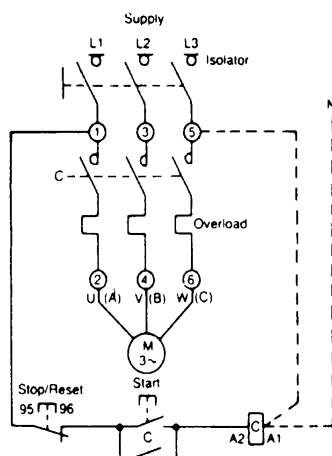 Supply
L1 L2 L3
Isolator
N
1 3 5
C
Overload
2 4 6
U (A) V (B) W (C)
M
3~
Stop/Reset
Start
95 96
C
C
A2 A1